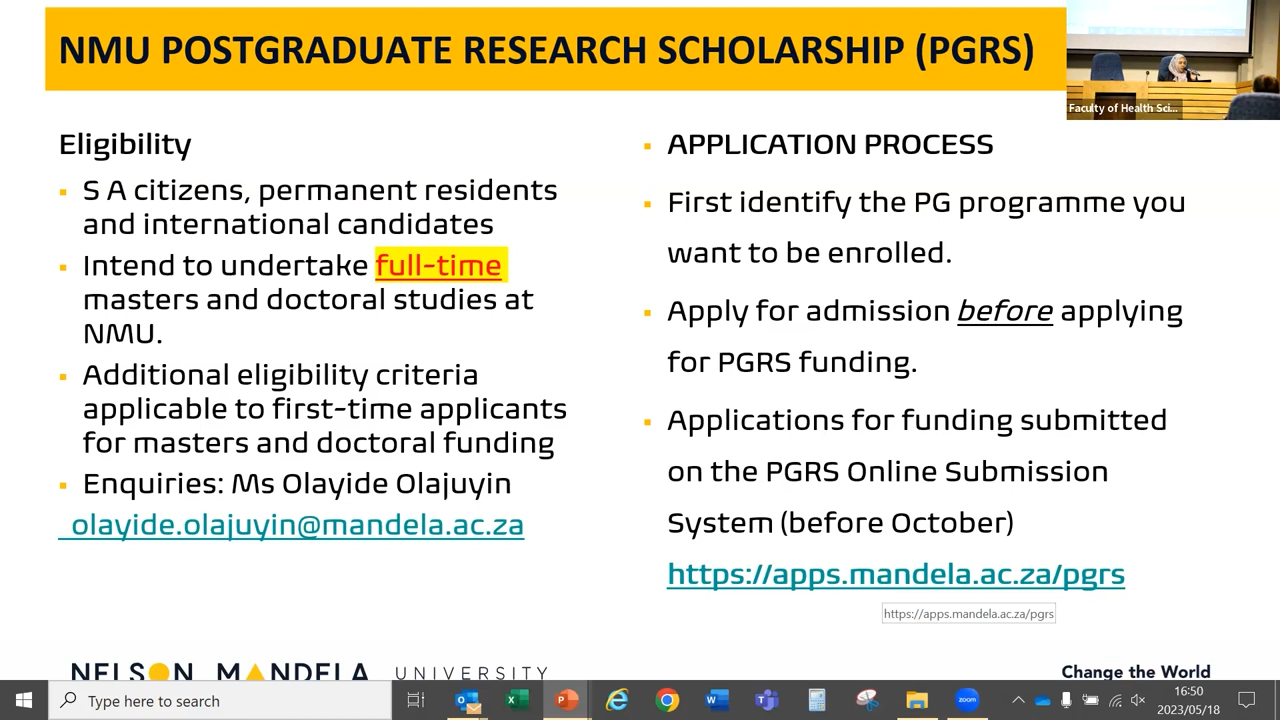 NMU POSTGRADUATE RESEARCH SCHOLARSHIP (PGRS)
Faculty of Health Sci...
Eligibility
S A citizens, permanent residents
and international candidates
Intend to undertake full-time
masters and doctoral studies at
NMU.
Additional eligibility criteria
applicable to first-time applicants
for masters and doctoral funding
Enquiries: Ms Olayide Olajuyin
olayide.olajuyin@mandela.ac.za
APPLICATION PROCESS
First identify the PG programme you
want to be enrolled.
Apply for admission before applying
for PGRS funding.
Applications for funding submitted
on the PGRS Online Submission
System (before October)
https://apps.mandela.ac.za/pgrs
https://apps.mandela.ac.za/pgrs
NELSON MANDELA UNIVERSITY
Change the World
Type here to search
zoom
16:50
2023/05/18